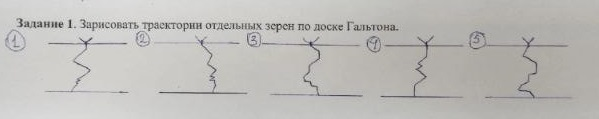 Задание 1. Зарисовать траектории отдельных зерен по доске Гальтона.
1 2 3 4 5